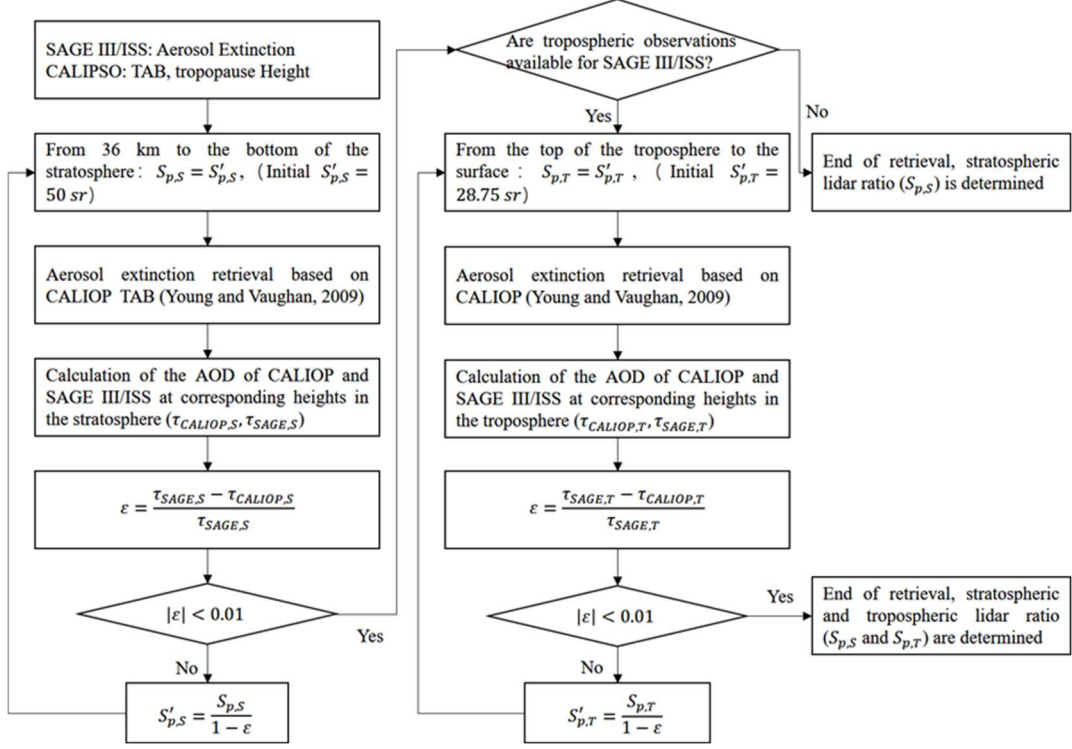 SAGE III/ISS: Aerosol Extinction
CALIPSO: TAB, tropopause Height
From 36 km to the bottom of the
stratosphere: S_{p,S} = S'_{p,S}, (Initial S'_{p,S} =
50 sr)
Aerosol extinction retrieval based on
CALIOP TAB (Young and Vaughan, 2009)
Calculation of the AOD of CALIOP and
SAGE III/ISS at corresponding heights in
the stratosphere (τ_{CALIOP,S}, τ_{SAGE,S})
ε = (τ_{SAGE,S} − τ_{CALIOP,S}) / τ_{SAGE,S}
|ε| < 0.01
Yes
No
S'_{p,S} = S_{p,S} / (1 − ε)
Are tropospheric observations
available for SAGE III/ISS?
Yes
No
From the top of the troposphere to the
surface : S_{p,T} = S'_{p,T} , ( Initial S'_{p,T} =
28.75 sr)
End of retrieval, stratospheric
lidar ratio (S_{p,S}) is determined
Aerosol extinction retrieval based on
CALIOP (Young and Vaughan, 2009)
Calculation of the AOD of CALIOP and
SAGE III/ISS at corresponding heights in
the troposphere (τ_{CALIOP,T}, τ_{SAGE,T})
ε = (τ_{SAGE,T} − τ_{CALIOP,T}) / τ_{SAGE,T}
|ε| < 0.01
Yes
End of retrieval, stratospheric
and tropospheric lidar ratio
(S_{p,S} and S_{p,T}) are determined
No
S'_{p,T} = S_{p,T} / (1 − ε)